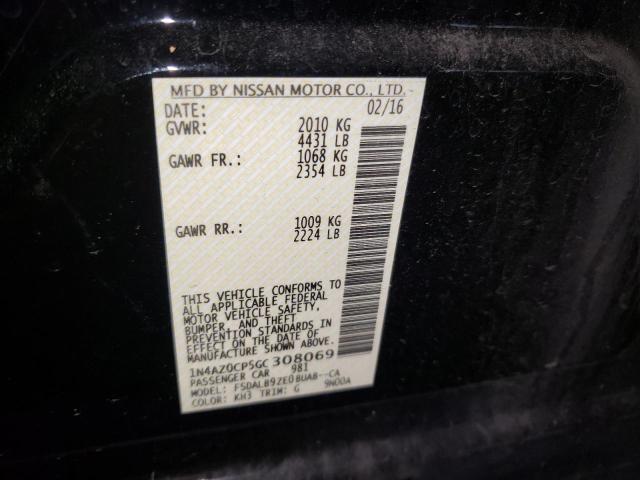 MFD BY NISSAN MOTOR CO., LTD.
DATE: 02/16
GVWR: 2010 KG
4431 LB
GAWR FR.: 1068 KG
2354 LB
GAWR RR.: 1009 KG
2224 LB
THIS VEHICLE CONFORMS TO
ALL APPLICABLE FEDERAL
MOTOR VEHICLE SAFETY,
BUMPER, AND THEFT
PREVENTION STANDARDS IN
EFFECT ON THE DATE OF
MANUFACTURE SHOWN ABOVE.
1N4AZ0CP5GC 308069
PASSENGER CAR 981
MODEL: FSDALB9ZE0BUAB--CA
COLOR: KH3 TRIM: G 9N00A